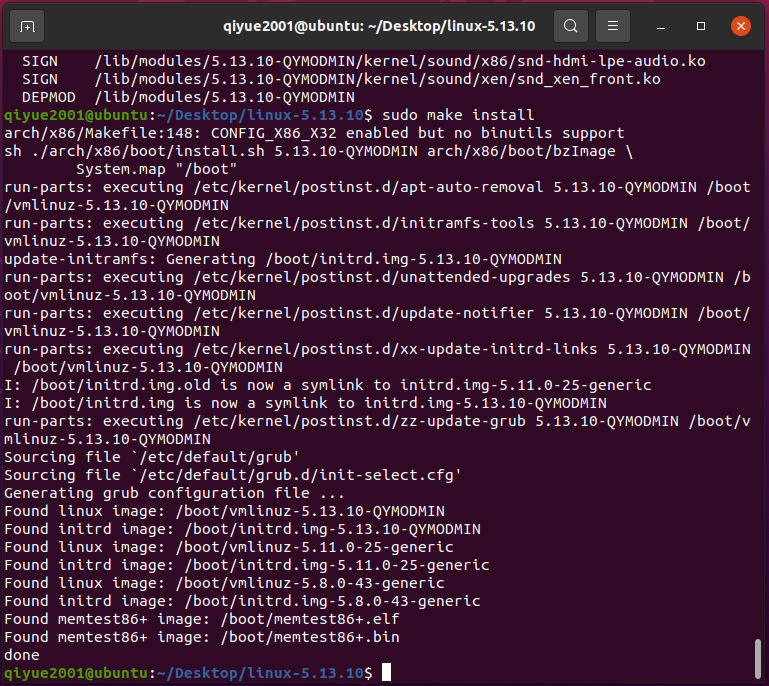 qiyue2001@ubuntu: ~/Desktop/linux-5.13.10
  SIGN    /lib/modules/5.13.10-QYMODMIN/kernel/sound/x86/snd-hdmi-lpe-audio.ko
  SIGN    /lib/modules/5.13.10-QYMODMIN/kernel/sound/xen/snd_xen_front.ko
  DEPMOD  /lib/modules/5.13.10-QYMODMIN
qiyue2001@ubuntu:~/Desktop/linux-5.13.10$ sudo make install
arch/x86/Makefile:148: CONFIG_X86_X32 enabled but no binutils support
sh ./arch/x86/boot/install.sh 5.13.10-QYMODMIN arch/x86/boot/bzImage \
        System.map "/boot"
run-parts: executing /etc/kernel/postinst.d/apt-auto-removal 5.13.10-QYMODMIN /boot
/vmlinuz-5.13.10-QYMODMIN
run-parts: executing /etc/kernel/postinst.d/initramfs-tools 5.13.10-QYMODMIN /boot/
vmlinuz-5.13.10-QYMODMIN
update-initramfs: Generating /boot/initrd.img-5.13.10-QYMODMIN
run-parts: executing /etc/kernel/postinst.d/unattended-upgrades 5.13.10-QYMODMIN /b
oot/vmlinuz-5.13.10-QYMODMIN
run-parts: executing /etc/kernel/postinst.d/update-notifier 5.13.10-QYMODMIN /boot/
vmlinuz-5.13.10-QYMODMIN
run-parts: executing /etc/kernel/postinst.d/xx-update-initrd-links 5.13.10-QYMODMIN
 /boot/vmlinuz-5.13.10-QYMODMIN
I: /boot/initrd.img.old is now a symlink to initrd.img-5.11.0-25-generic
I: /boot/initrd.img is now a symlink to initrd.img-5.13.10-QYMODMIN
run-parts: executing /etc/kernel/postinst.d/zz-update-grub 5.13.10-QYMODMIN /boot/v
mlinuz-5.13.10-QYMODMIN
Sourcing file `/etc/default/grub'
Sourcing file `/etc/default/grub.d/init-select.cfg'
Generating grub configuration file ...
Found linux image: /boot/vmlinuz-5.13.10-QYMODMIN
Found initrd image: /boot/initrd.img-5.13.10-QYMODMIN
Found linux image: /boot/vmlinuz-5.11.0-25-generic
Found initrd image: /boot/initrd.img-5.11.0-25-generic
Found linux image: /boot/vmlinuz-5.8.0-43-generic
Found initrd image: /boot/initrd.img-5.8.0-43-generic
Found memtest86+ image: /boot/memtest86+.elf
Found memtest86+ image: /boot/memtest86+.bin
done
qiyue2001@ubuntu:~/Desktop/linux-5.13.10$